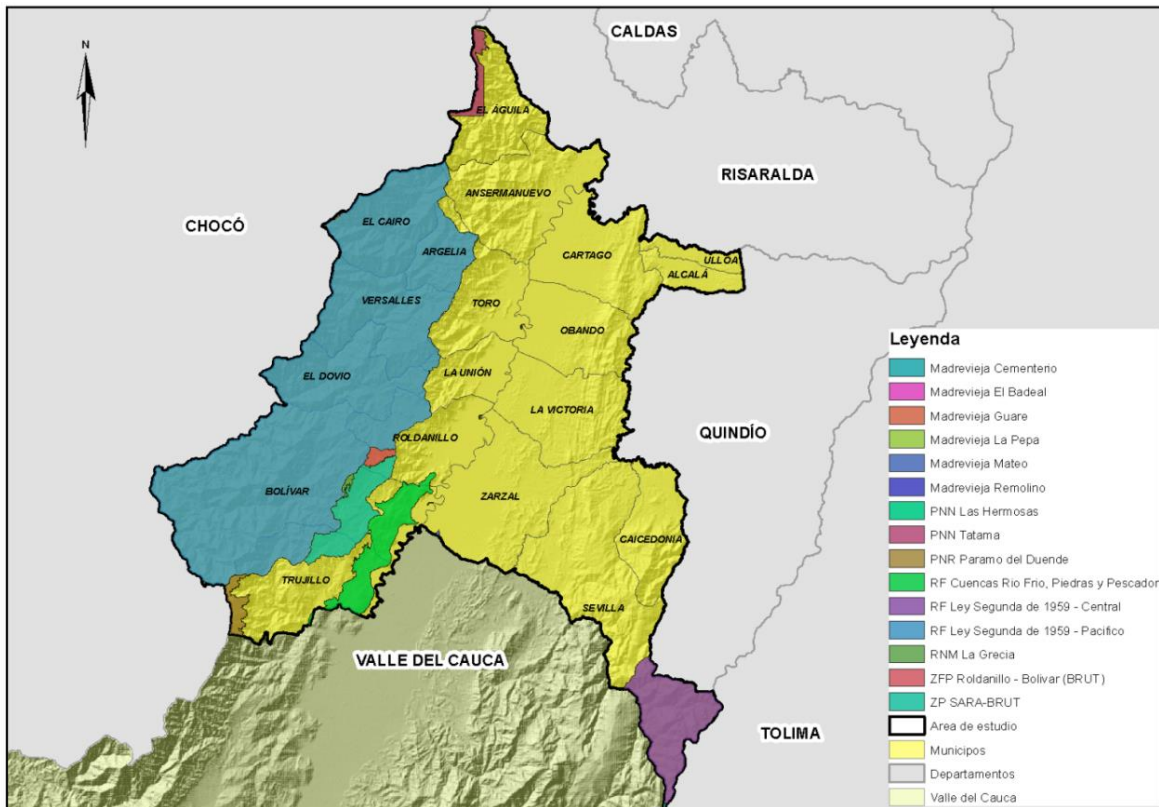 CALDAS
N
EL ÁGUILA
RISARALDA
ANSERMANUEVO
CHOCÓ
EL CAIRO
ARGELIA
CARTAGO
ULLOA
ALCALÁ
VERSALLES
TORO
OBANDO
EL DOVIO
LA UNIÓN
LA VICTORIA
QUINDÍO
ROLDANILLO
BOLÍVAR
ZARZAL
CAICEDONIA
TRUJILLO
SEVILLA
VALLE DEL CAUCA
TOLIMA
Leyenda
Madrevieja Cementerio
Madrevieja El Badeal
Madrevieja Guare
Madrevieja La Pepa
Madrevieja Mateo
Madrevieja Remolino
PNN Las Hermosas
PNN Tatama
PNR Paramo del Duende
RF Cuencas Rio Frio, Piedras y Pescador
RF Ley Segunda de 1959 - Central
RF Ley Segunda de 1959 - Pacifico
RNM La Grecia
ZFP Roldanillo - Bolivar (BRUT)
ZP SARA-BRUT
Area de estudio
Municipos
Departamentos
Valle del Cauca